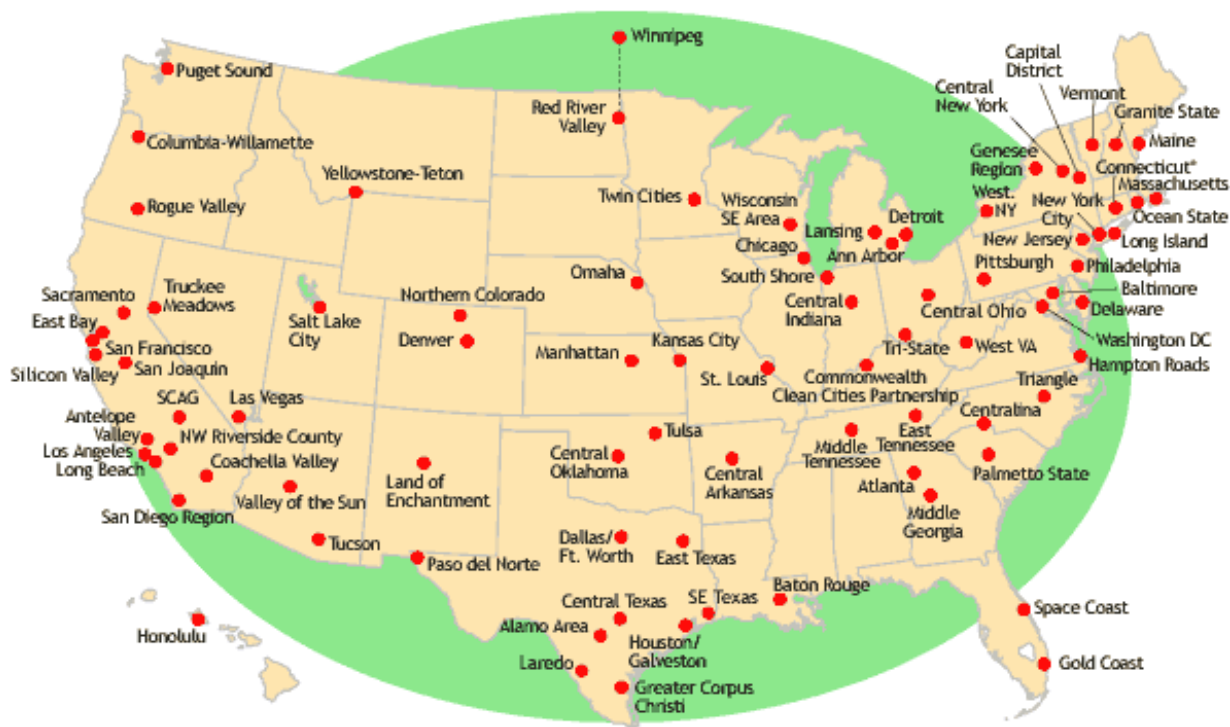 Winnipeg
Capital
District
Central
New York
Vermont
Puget Sound
Red River
Valley
Granite State
Columbia-Willamette
Maine
Genesee
Region
Connecticut*
Yellowstone-Teton
Twin Cities
Wisconsin
SE Area
West.
NY
New York
City
Massachusetts
Rogue Valley
Detroit
Ocean State
Lansing
New Jersey
Long Island
Chicago
Ann Arbor
Pittsburgh
Philadelphia
Omaha
South Shore
Baltimore
Truckee
Meadows
Sacramento
Northern Colorado
Central
Indiana
Central Ohio
Delaware
East Bay
Salt Lake
City
Denver
Manhattan
Kansas City
Tri-State
West VA
Washington DC
San Francisco
San Joaquin
Silicon Valley
St. Louis
Commonwealth
Clean Cities Partnership
Hampton Roads
Triangle
SCAG
Las Vegas
Centralina
Antelope
Valley
NW Riverside County
Tulsa
Middle
Tennessee
East
Tennessee
Los Angeles
Long Beach
Coachella Valley
Central
Oklahoma
Central
Arkansas
Palmetto State
Valley of the Sun
Land of
Enchantment
Atlanta
San Diego Region
Middle
Georgia
Tucson
Dallas/
Ft. Worth
East Texas
Paso del Norte
Baton Rouge
Central Texas
SE Texas
Space Coast
Honolulu
Alamo Area
Houston/
Galveston
Laredo
Gold Coast
Greater Corpus
Christi